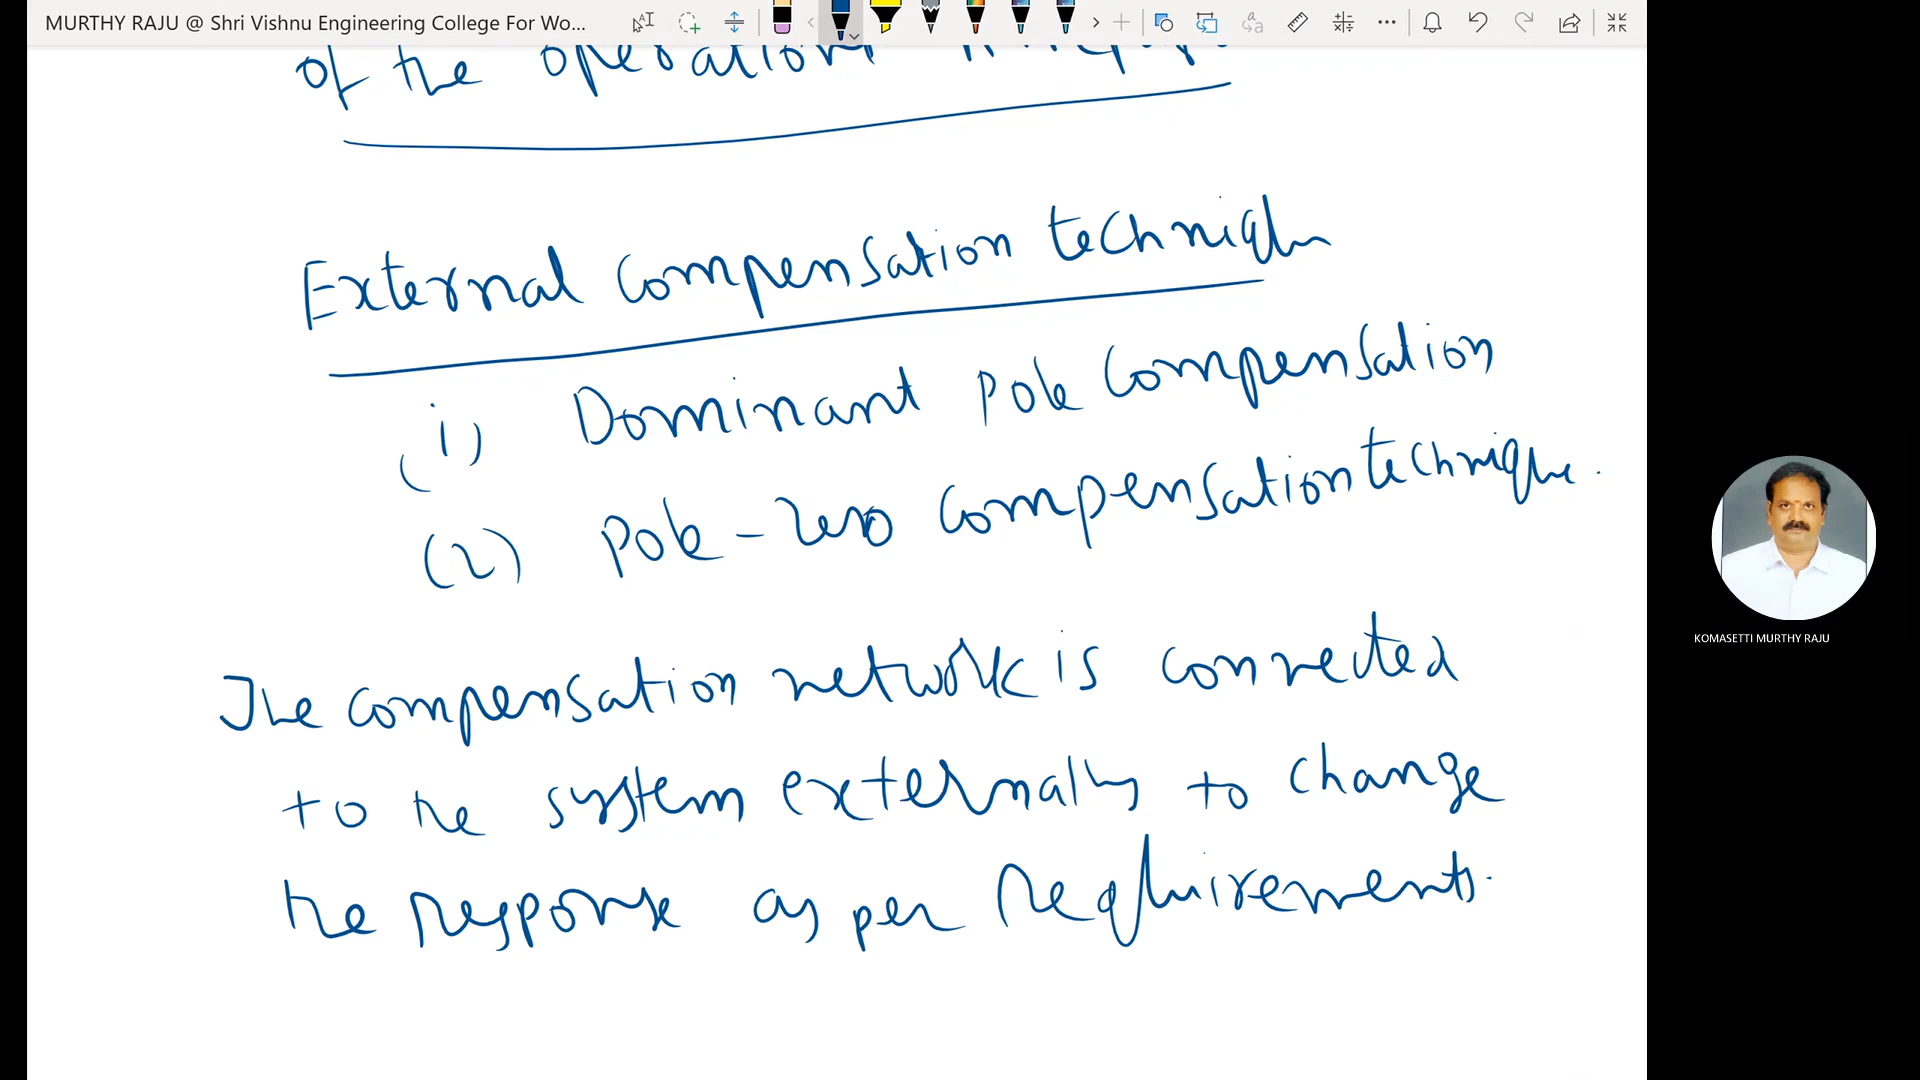 MURTHY RAJU @ Shri Vishnu Engineering College For Wo...
of the operational
External compensation technique
(i) Dominant pole compensation
(2) Pole-zero compensation technique.
The compensation network is connected
to the system externally to change
the response as per requirements.
KOMASETTI MURTHY RAJU